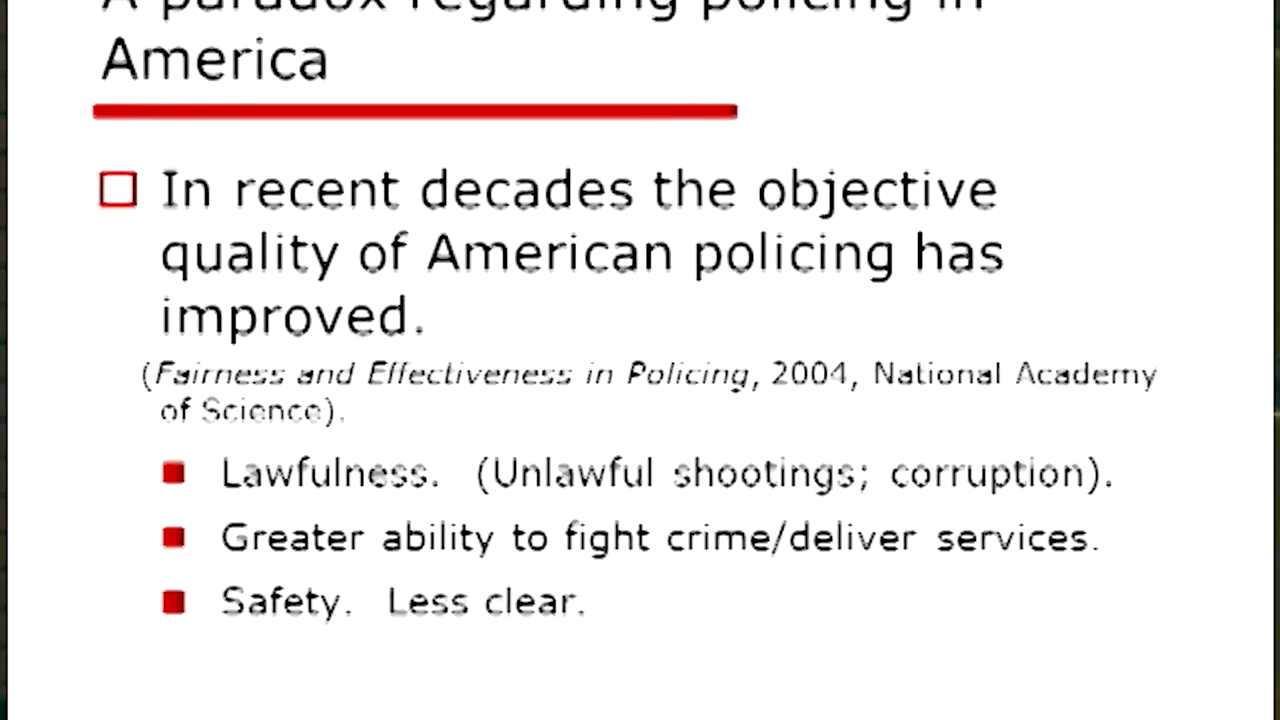 A paradox regarding policing in
America
In recent decades the objective
quality of American policing has
improved.
(Fairness and Effectiveness in Policing, 2004, National Academy
of Science).
Lawfulness. (Unlawful shootings; corruption).
Greater ability to fight crime/deliver services.
Safety. Less clear.